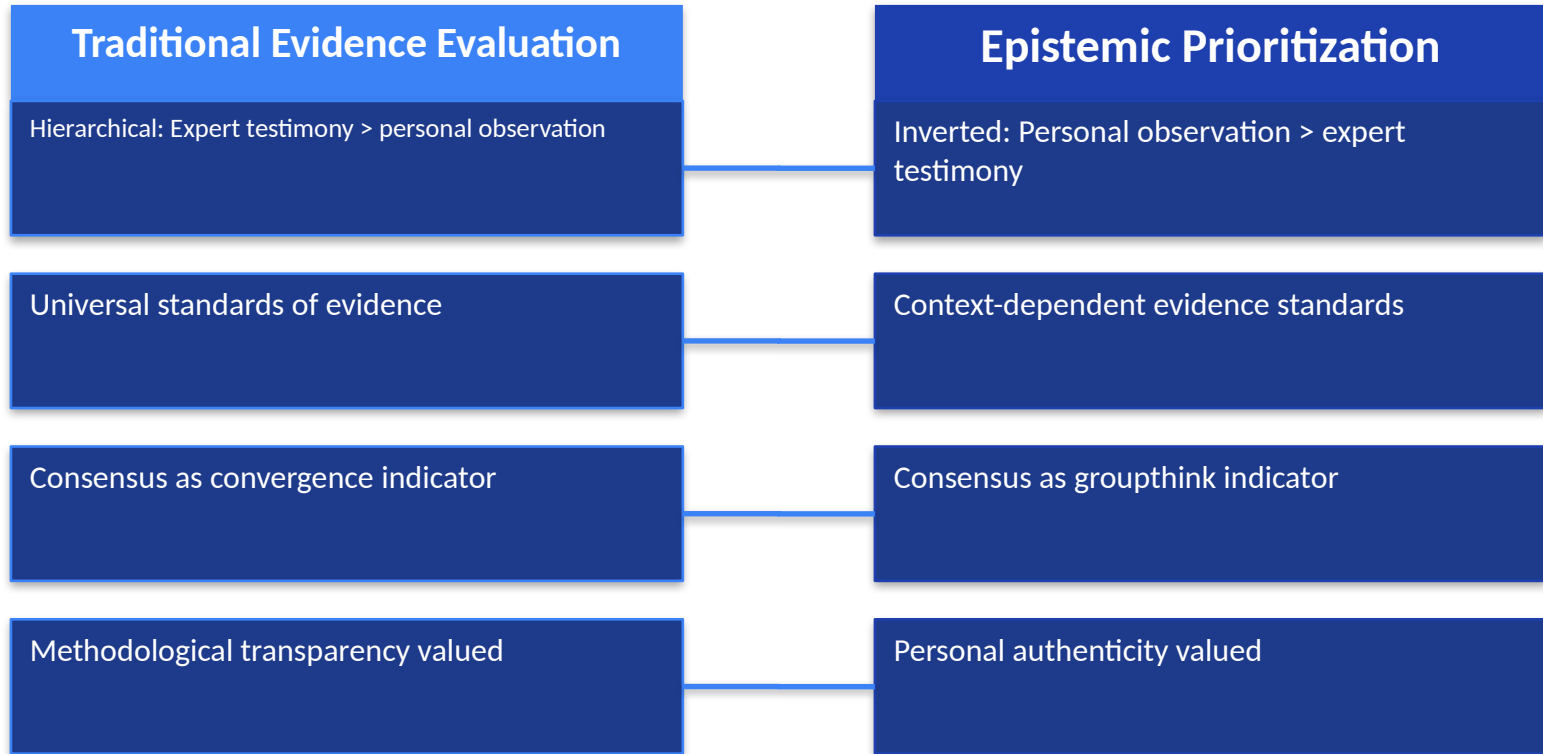 Traditional Evidence Evaluation
Epistemic Prioritization
Hierarchical: Expert testimony > personal observation
Inverted: Personal observation > expert
testimony
Universal standards of evidence
Context-dependent evidence standards
Consensus as convergence indicator
Consensus as groupthink indicator
Methodological transparency valued
Personal authenticity valued